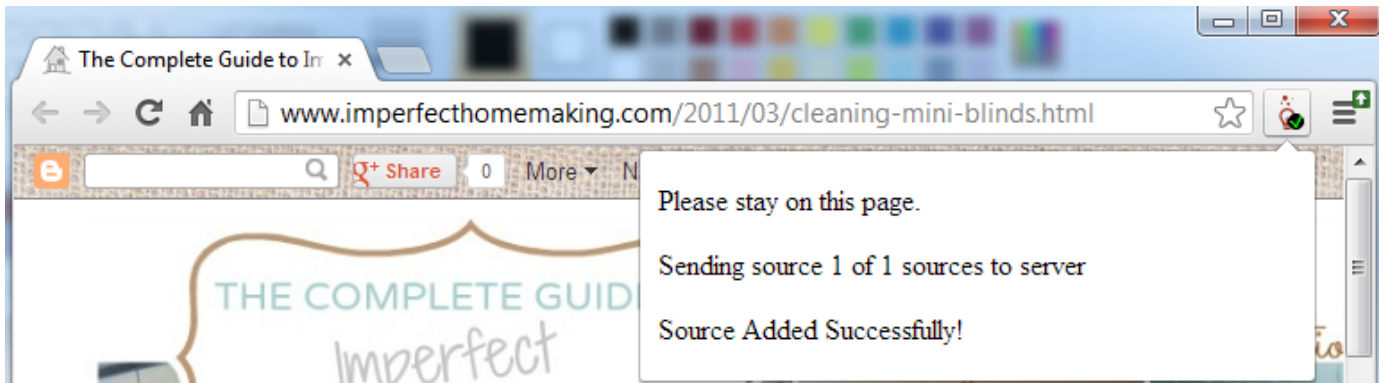 The Complete Guide to Im
www.imperfecthomemaking.com/2011/03/cleaning-mini-blinds.html
g+ Share 0 More N
Please stay on this page.
Sending source 1 of 1 sources to server
Source Added Successfully!
THE COMPLETE GUID
Imperfect
tio